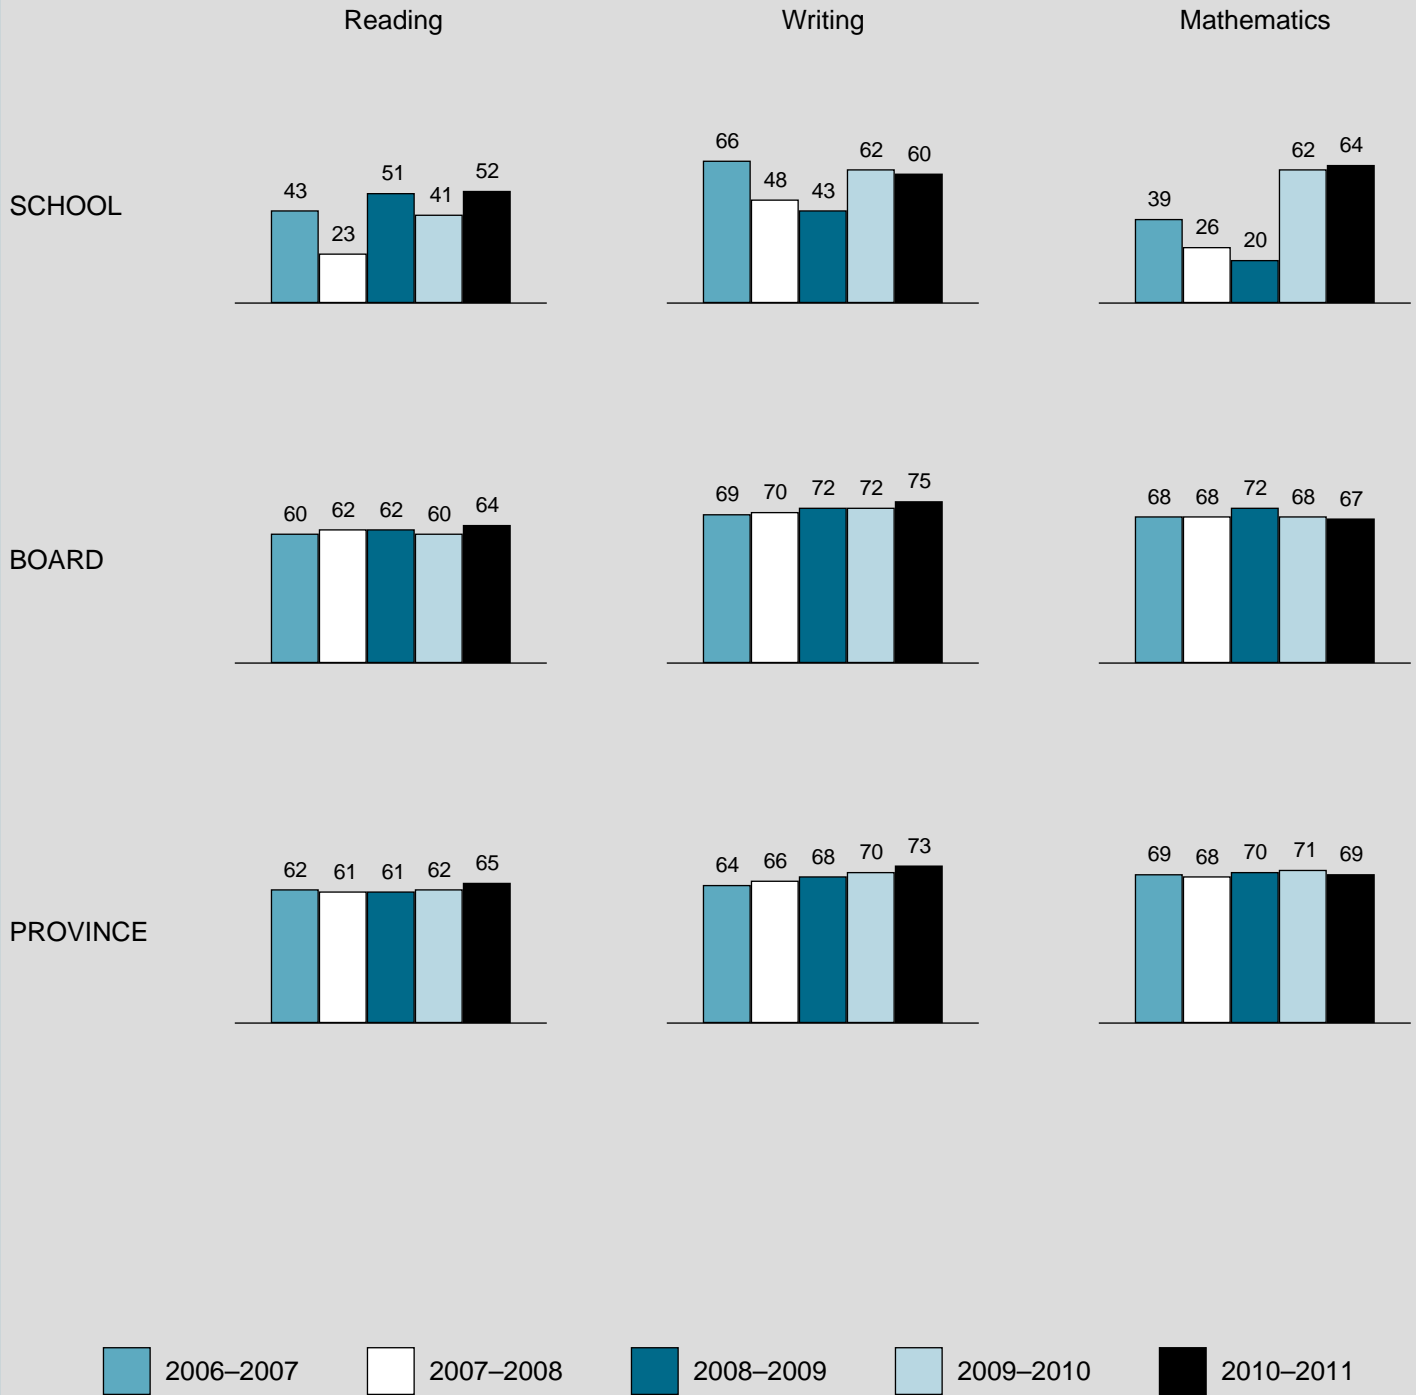 Reading Writing Mathematics
SCHOOL
43 23 51 41 52
66 48 43 62 60
39 26 20 62 64
BOARD
60 62 62 60 64
69 70 72 72 75
68 68 72 68 67
PROVINCE
62 61 61 62 65
64 66 68 70 73
69 68 70 71 69
2006–2007 2007–2008 2008–2009 2009–2010 2010–2011